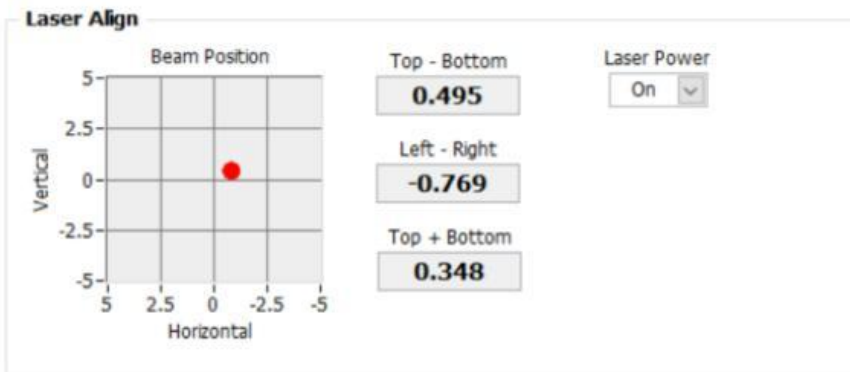 Laser Align
Beam Position
5
2.5
0
-2.5
-5
Vertical
5 2.5 0 -2.5 -5
Horizontal
Top - Bottom
0.495
Left - Right
-0.769
Top + Bottom
0.348
Laser Power
On